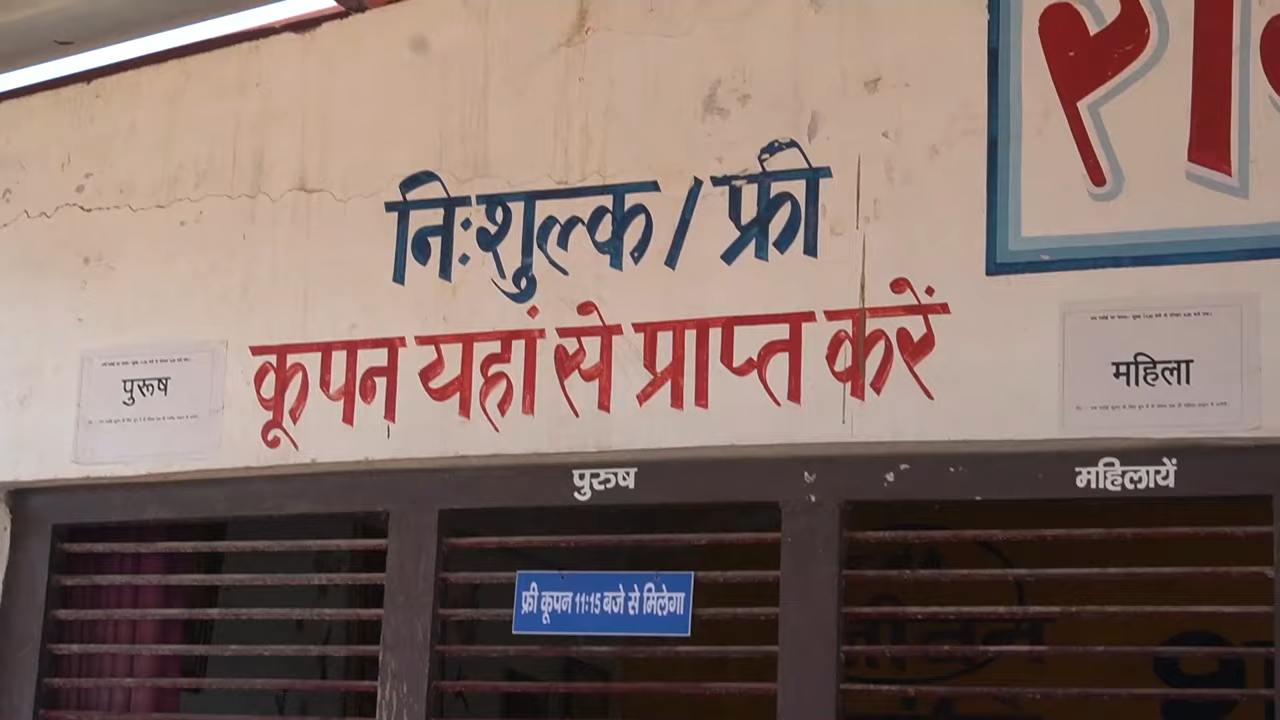 निःशुल्क / फ्री
कूपन यहां से प्राप्त करें
पुरूष
महिला
पुरुष
महिलायें
फ्री कूपन 11:15 बजे से मिलेगा